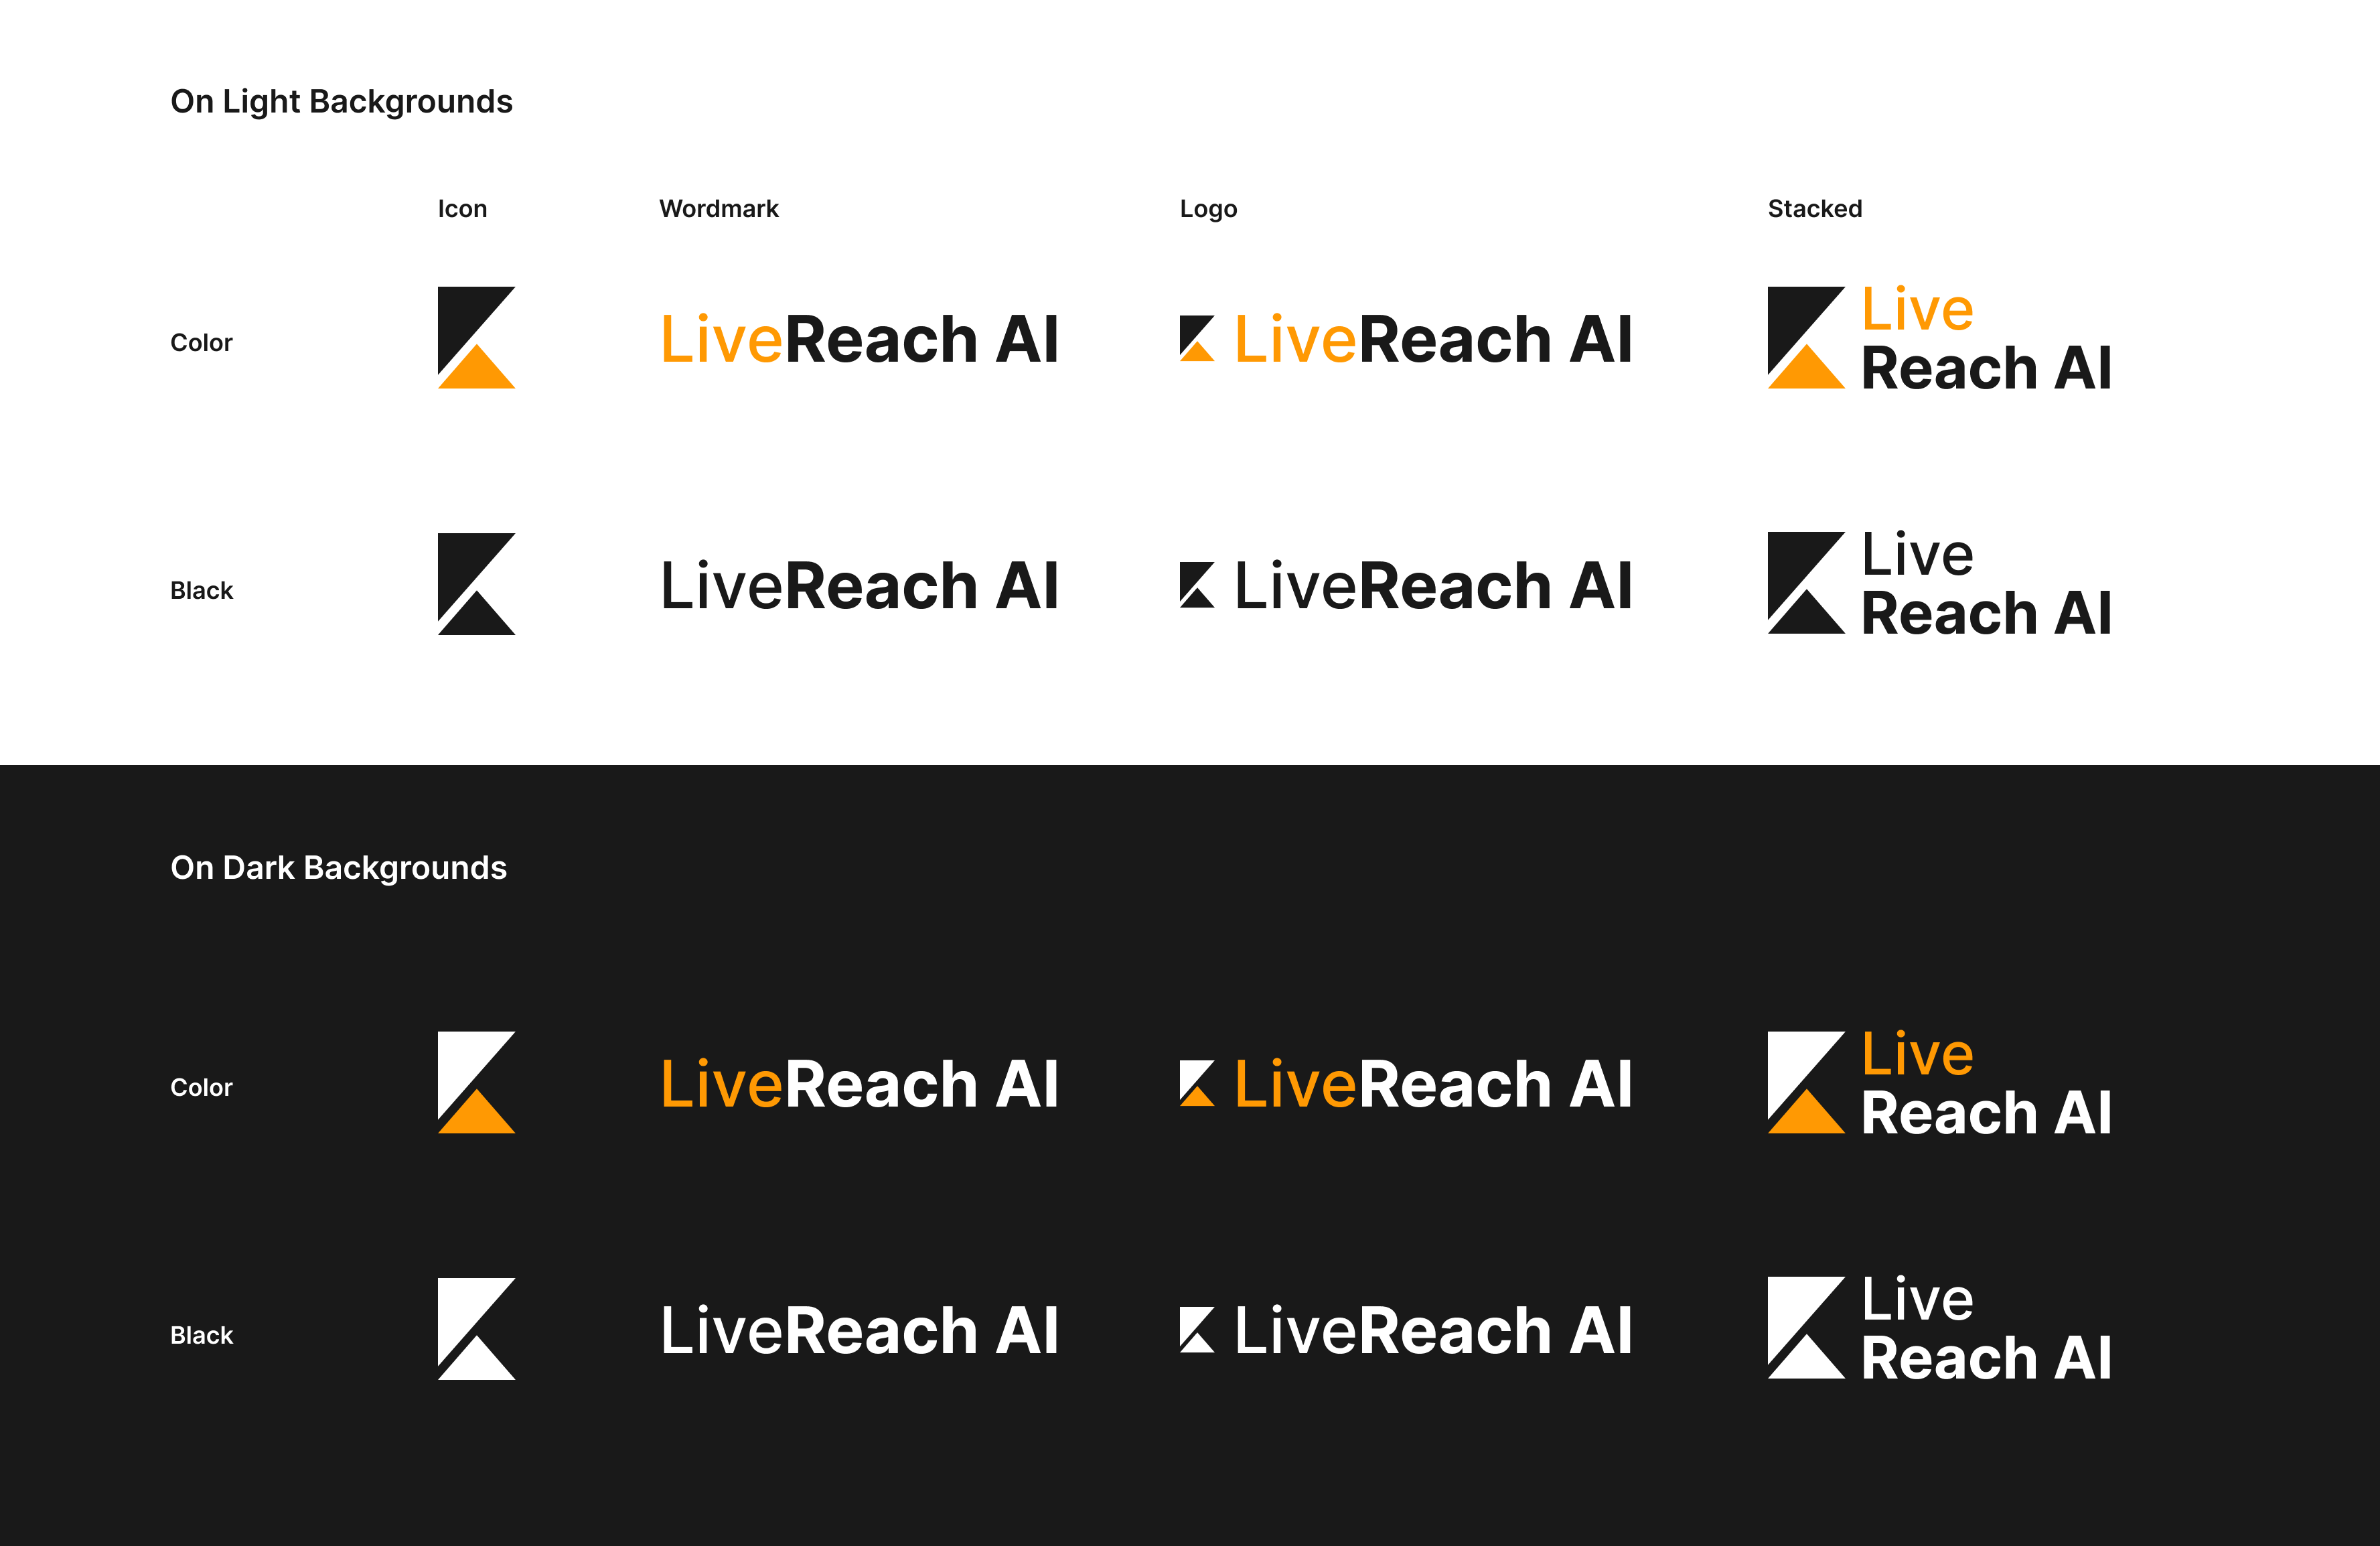 On Light Backgrounds
Icon Wordmark Logo Stacked
Color
LiveReach AI
LiveReach AI
Live
Reach AI
Black
LiveReach AI
LiveReach AI
Live
Reach AI
On Dark Backgrounds
Color
LiveReach AI
LiveReach AI
Live
Reach AI
Black
LiveReach AI
LiveReach AI
Live
Reach AI